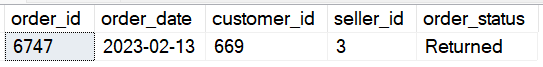 order_id order_date customer_id seller_id order_status
6747 2023-02-13 669 3 Returned